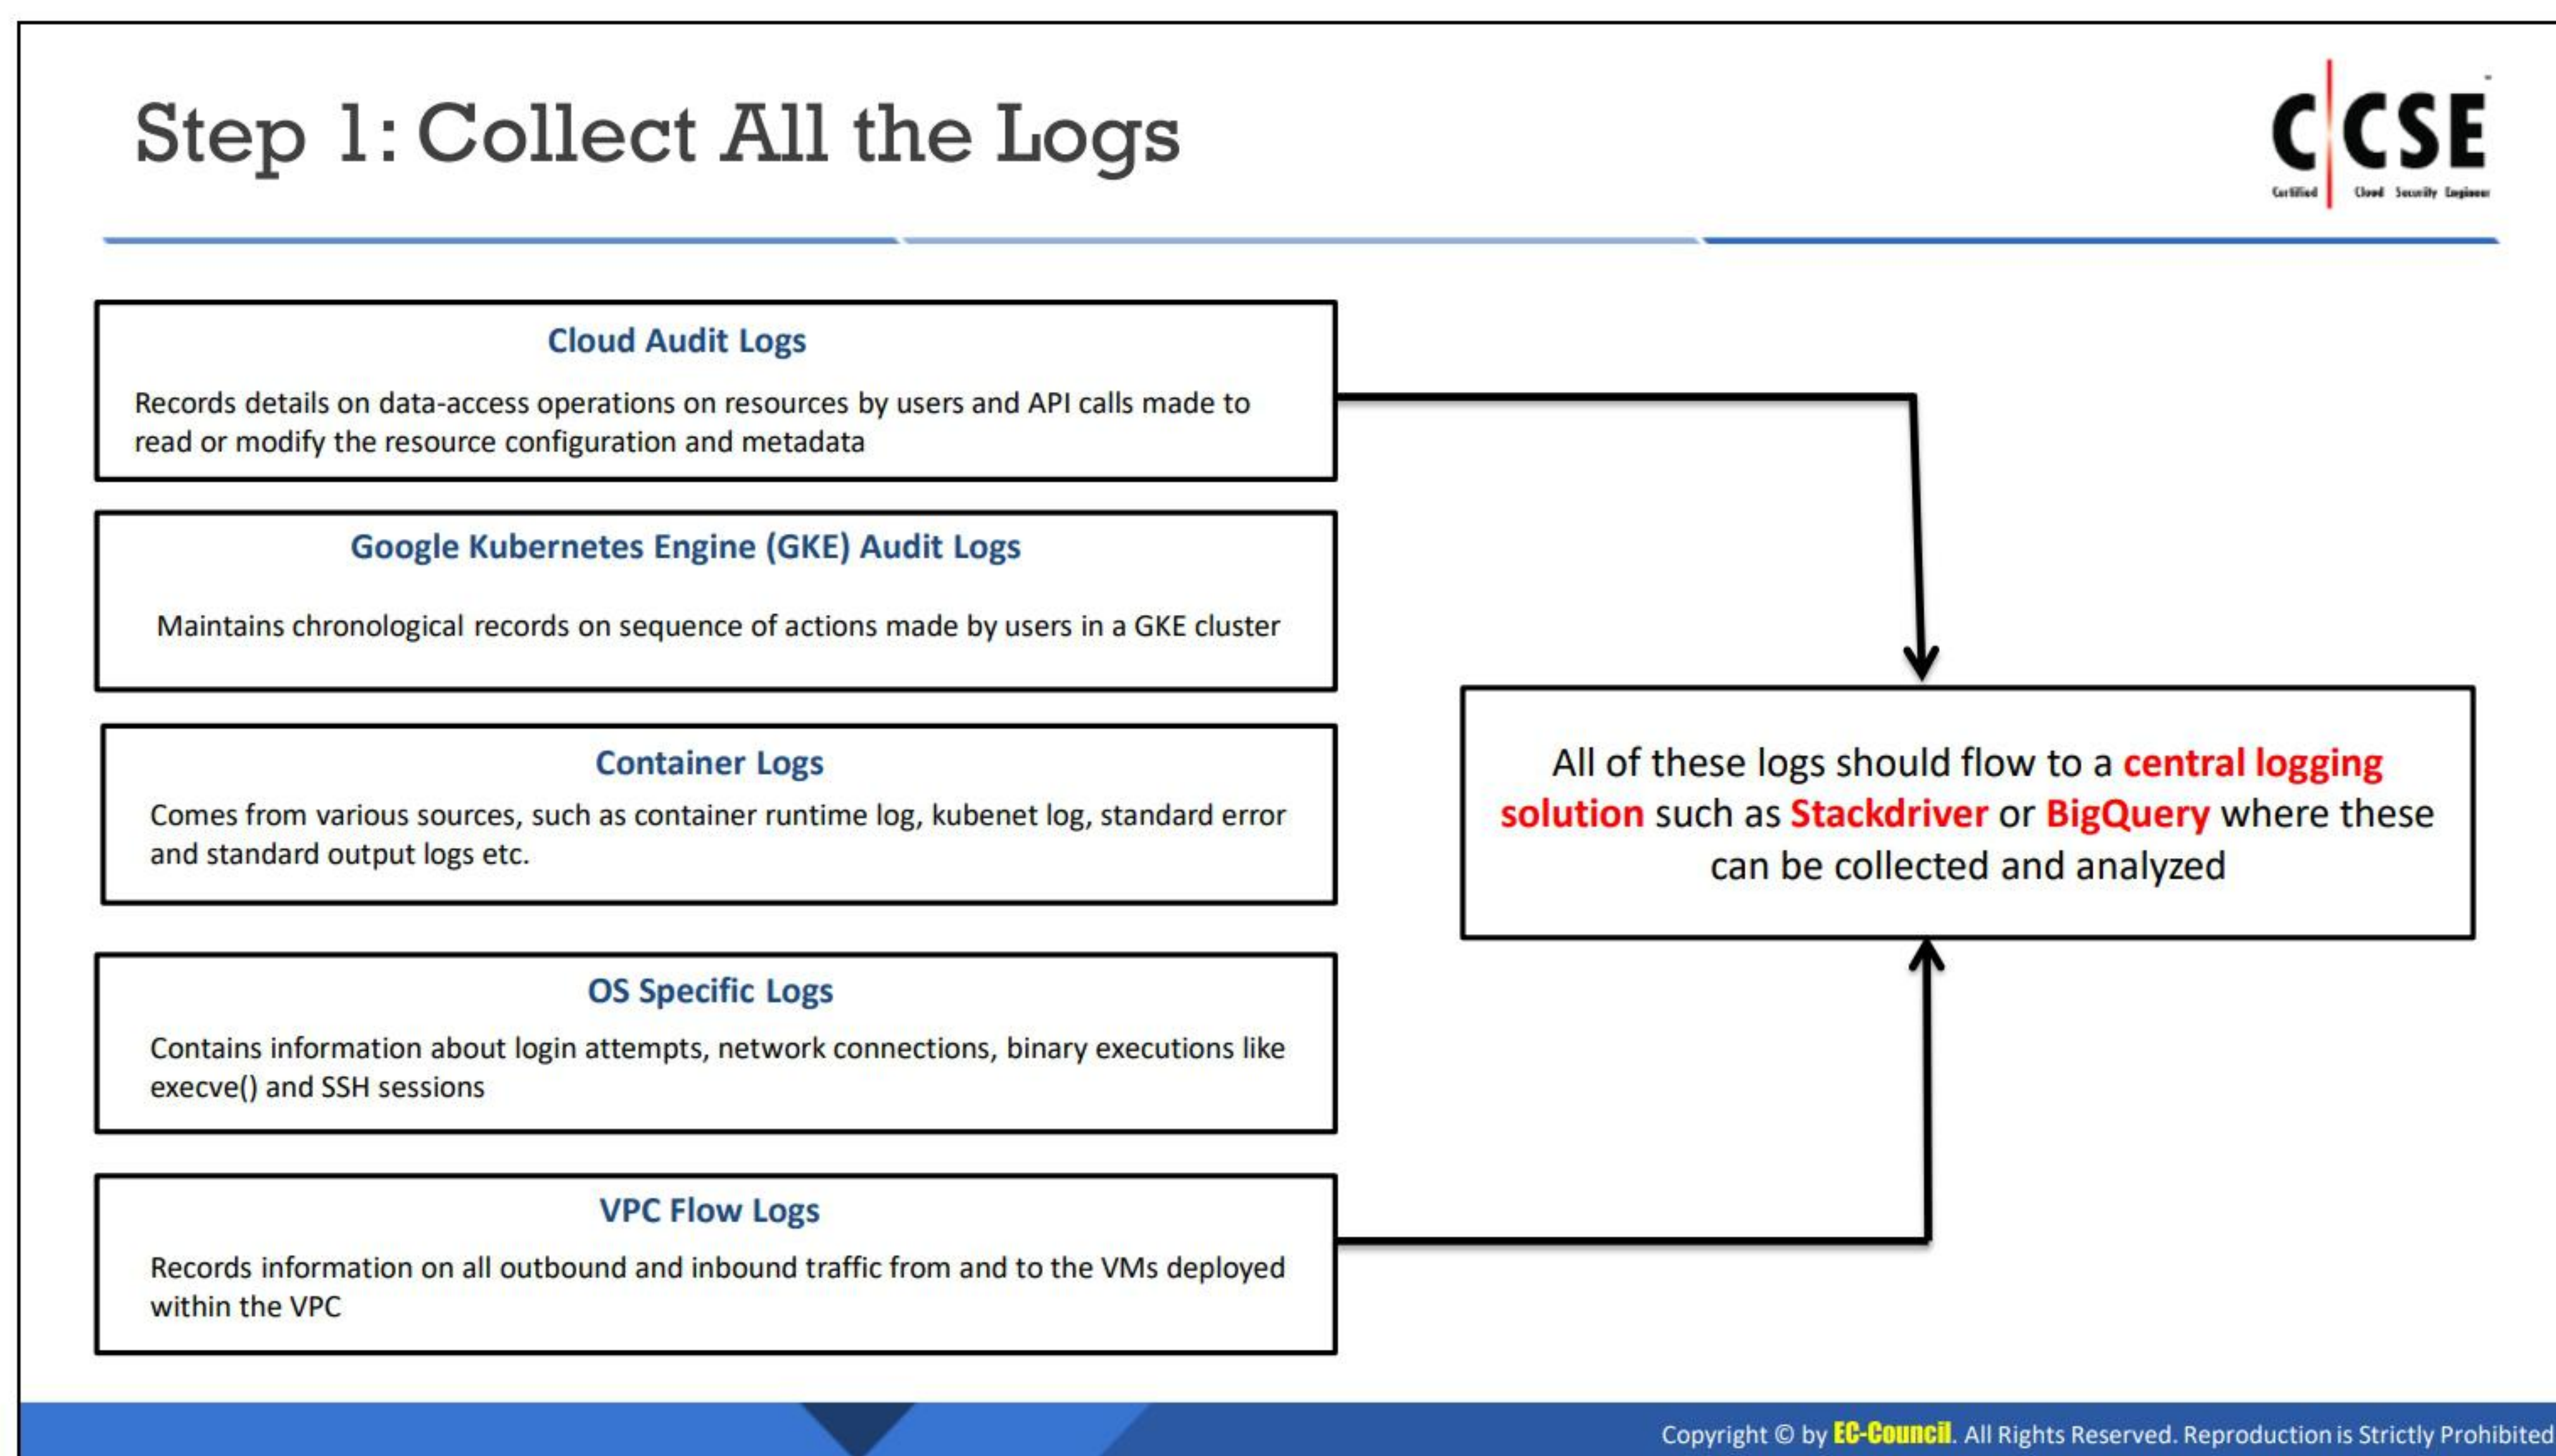 Step 1: Collect All the Logs
C|CSE
Certified Cloud Security Engineer
Cloud Audit Logs
Records details on data-access operations on resources by users and API calls made to
read or modify the resource configuration and metadata
Google Kubernetes Engine (GKE) Audit Logs
Maintains chronological records on sequence of actions made by users in a GKE cluster
Container Logs
Comes from various sources, such as container runtime log, kubenet log, standard error
and standard output logs etc.
OS Specific Logs
Contains information about login attempts, network connections, binary executions like
execve() and SSH sessions
VPC Flow Logs
Records information on all outbound and inbound traffic from and to the VMs deployed
within the VPC
All of these logs should flow to a central logging
solution such as Stackdriver or BigQuery where these
can be collected and analyzed
Copyright © by EC-Council. All Rights Reserved. Reproduction is Strictly Prohibited